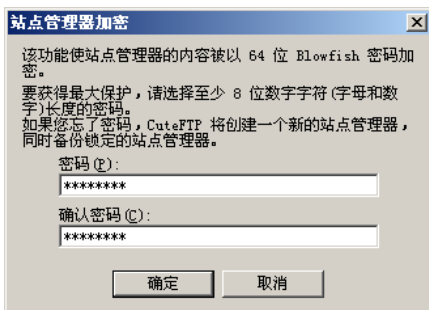 站点管理器加密
该功能使站点管理器的内容被以 64 位 Blowfish 密码加
密。
要获得最大保护,请选择至少 8 位数字字符(字母和数
字)长度的密码。
如果您忘了密码,CuteFTP 将创建一个新的站点管理器,
同时备份锁定的站点管理器。
密码(P):
********
确认密码(C):
********
确定 取消